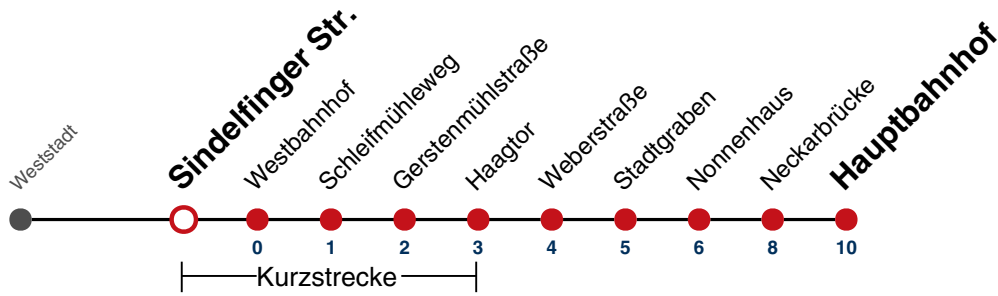 Weststadt
Sindelfinger Str.
Westbahnhof
Schleifmühleweg
Gerstenmühlstraße
Haagtor
Weberstraße
Stadtgraben
Nonnenhaus
Neckarbrücke
Hauptbahnhof
0 1 2 3 4 5 6 8 10
Kurzstrecke